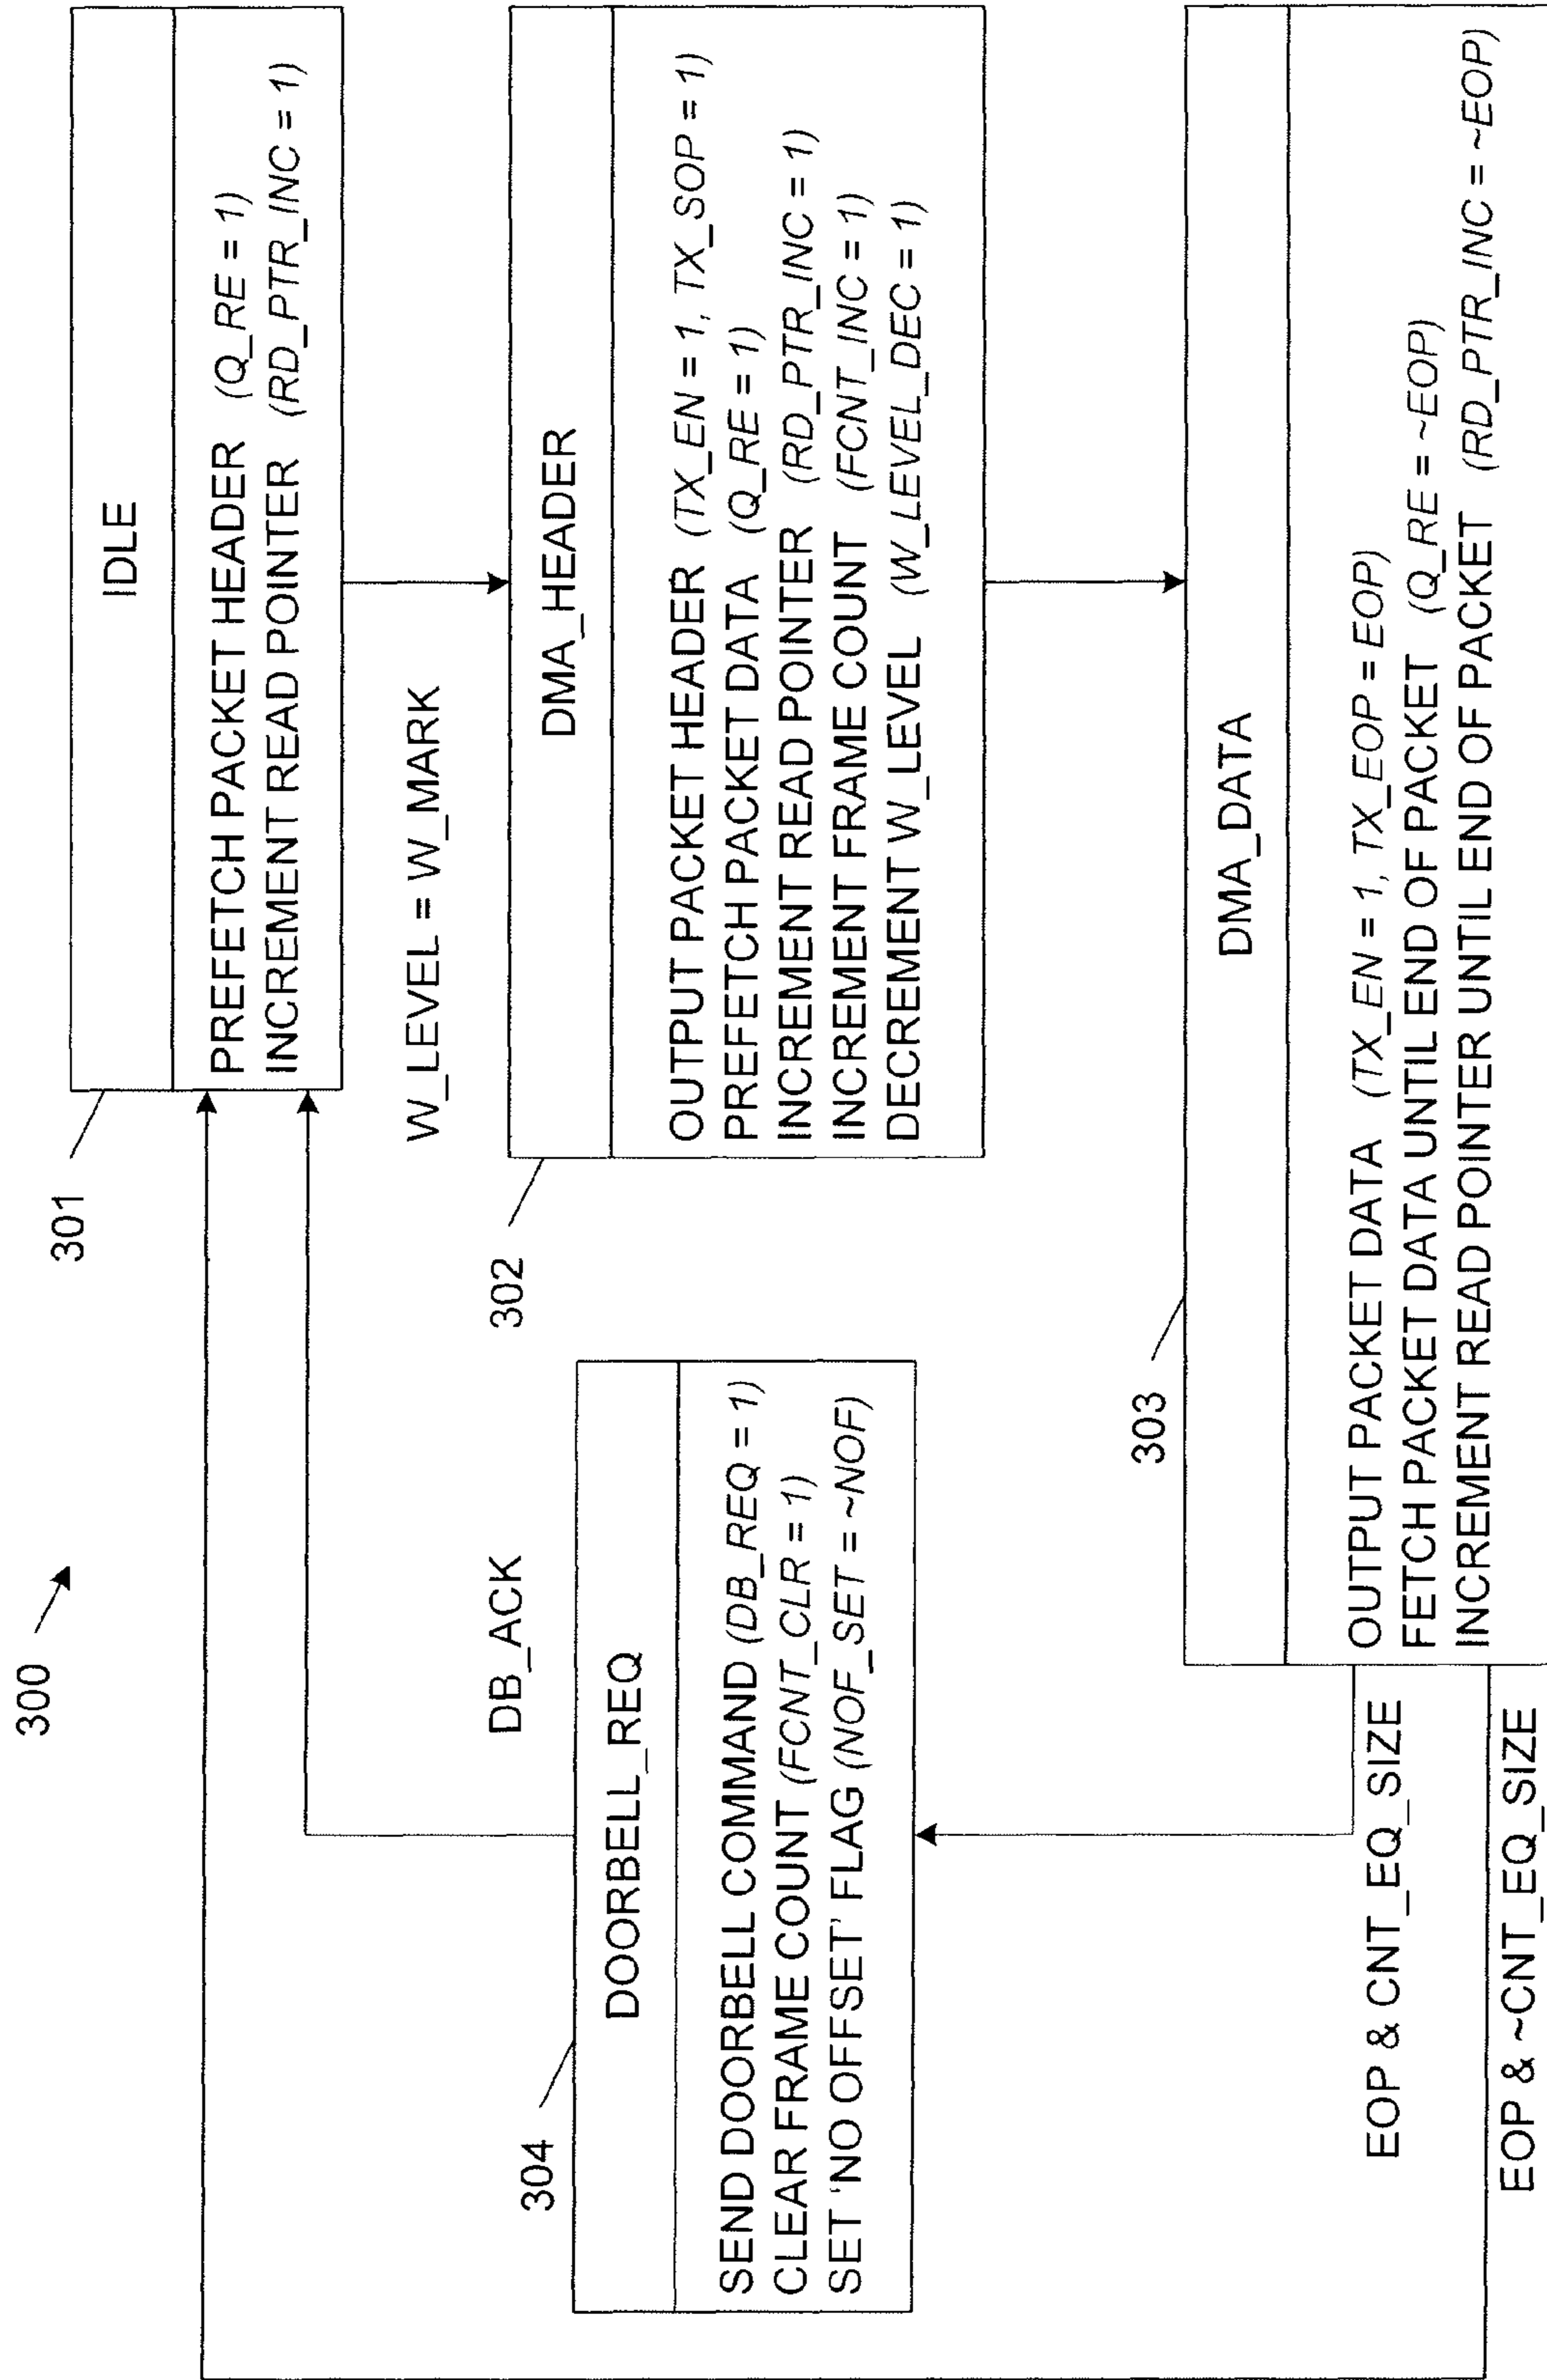 300
301
IDLE
PREFETCH PACKET HEADER (Q_RE = 1)
INCREMENT READ POINTER (RD_PTR_INC = 1)
W_LEVEL = W_MARK
302
DMA_HEADER
OUTPUT PACKET HEADER (TX_EN = 1, TX_SOP = 1)
PREFETCH PACKET DATA (Q_RE = 1)
INCREMENT READ POINTER (RD_PTR_INC = 1)
INCREMENT FRAME COUNT (FCNT_INC = 1)
DECREMENT W_LEVEL (W_LEVEL_DEC = 1)
DB_ACK
304
DOORBELL_REQ
SEND DOORBELL COMMAND (DB_REQ = 1)
CLEAR FRAME COUNT (FCNT_CLR = 1)
SET 'NO OFFSET' FLAG (NOF_SET = ~NOF)
303
DMA_DATA
OUTPUT PACKET DATA (TX_EN = 1, TX_EOP = EOP)
FETCH PACKET DATA UNTIL END OF PACKET (Q_RE = ~EOP)
INCREMENT READ POINTER UNTIL END OF PACKET (RD_PTR_INC = ~EOP)
EOP & CNT_EQ_SIZE
EOP & ~CNT_EQ_SIZE